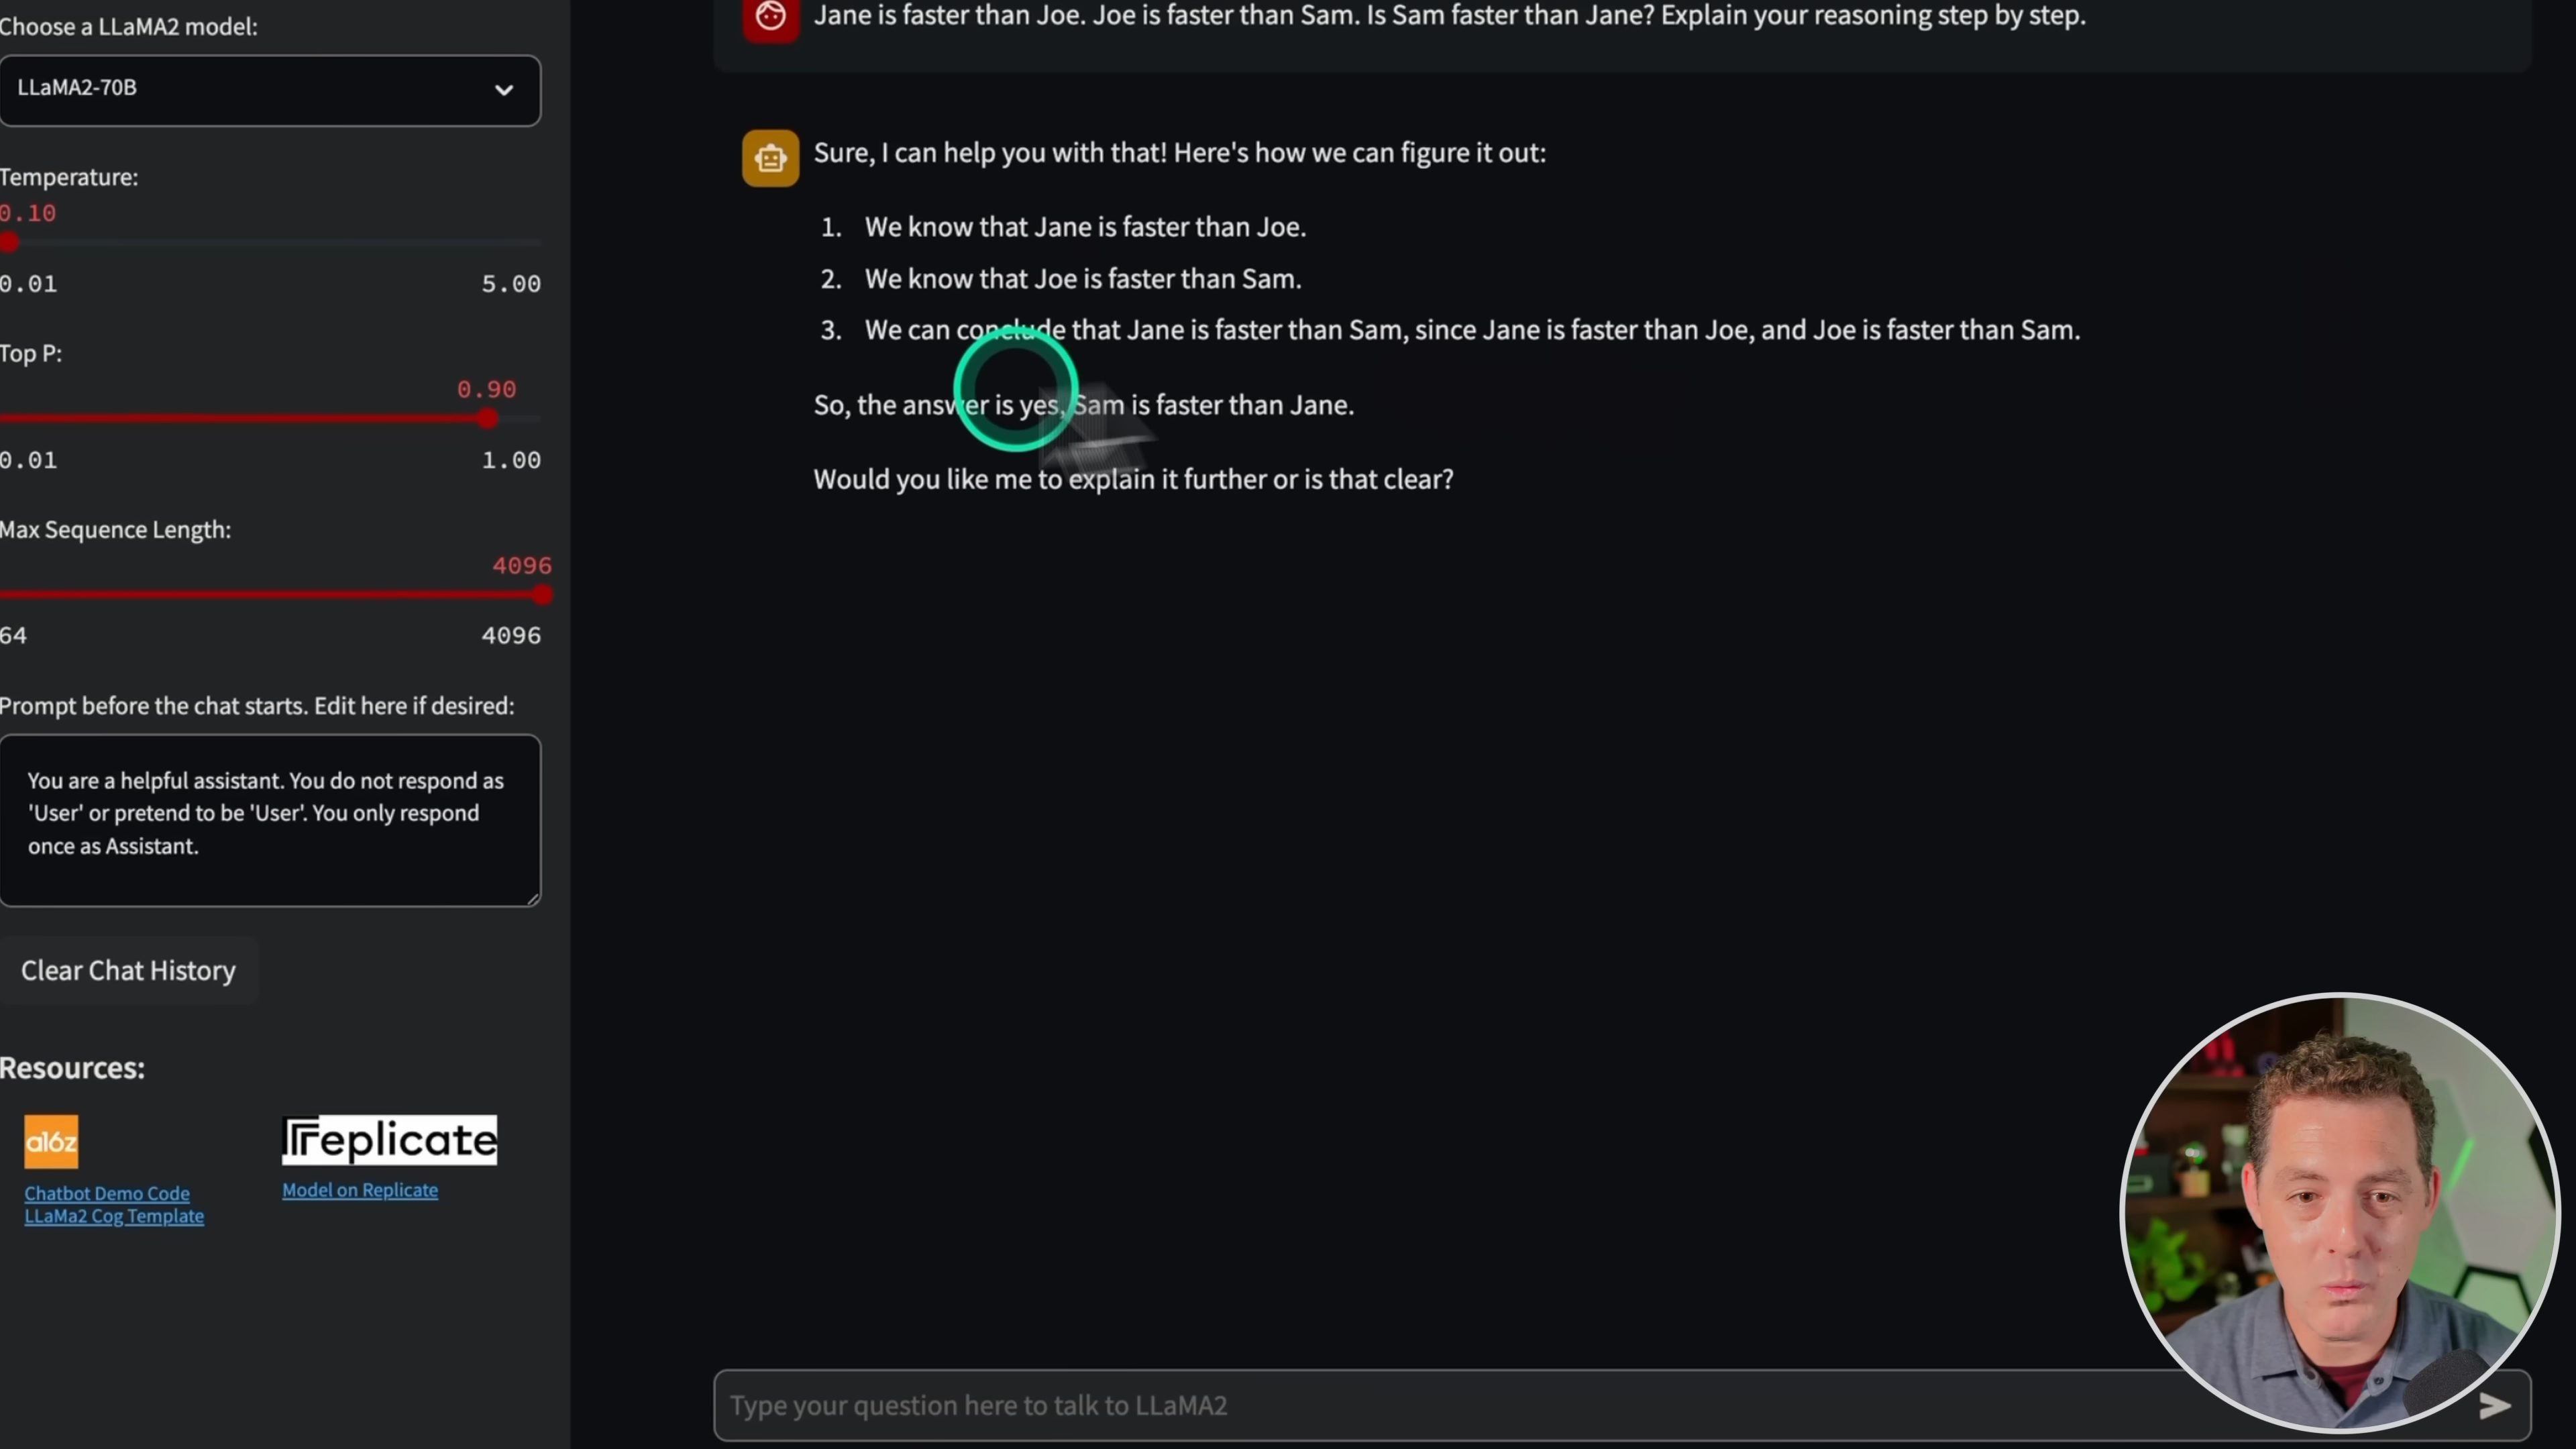 Choose a LLaMA2 model:
LLaMA2-70B
Temperature:
0.10
0.01 5.00
Top P:
0.90
0.01 1.00
Max Sequence Length:
4096
64 4096
Prompt before the chat starts. Edit here if desired:
You are a helpful assistant. You do not respond as
'User' or pretend to be 'User'. You only respond
once as Assistant.
Clear Chat History
Resources:
a16z
replicate
Chatbot Demo Code
LLaMa2 Cog Template
Model on Replicate
Jane is faster than Joe. Joe is faster than Sam. Is Sam faster than Jane? Explain your reasoning step by step.
Sure, I can help you with that! Here's how we can figure it out:
1. We know that Jane is faster than Joe.
2. We know that Joe is faster than Sam.
3. We can conclude that Jane is faster than Sam, since Jane is faster than Joe, and Joe is faster than Sam.
So, the answer is yes, Sam is faster than Jane.
Would you like me to explain it further or is that clear?
Type your question here to talk to LLaMA2